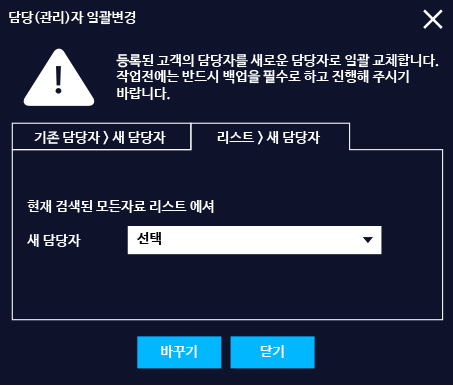 담당(관리)자 일괄변경
등록된 고객의 담당자를 새로운 담당자로 일괄 교체합니다.
작업전에는 반드시 백업을 필수로 하고 진행해 주시기
바랍니다.
기존 담당자 > 새 담당자
리스트 > 새 담당자
현재 검색된 모든자료 리스트 에셔
새 담당자
선택
바꾸기
닫기